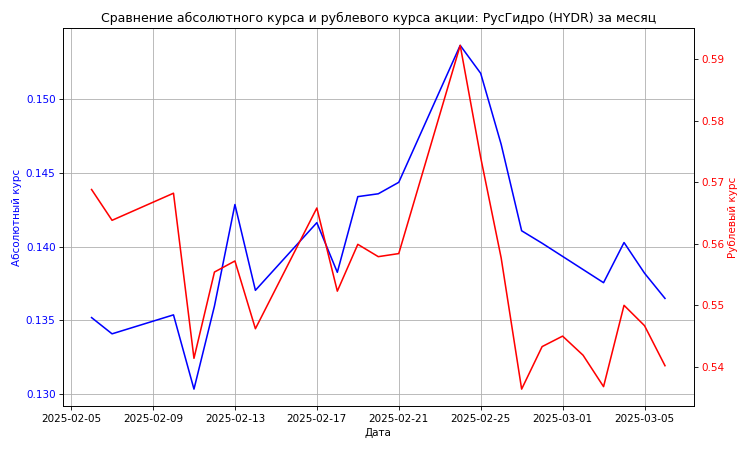 Сравнение абсолютного курса и рублевого курса акции: РусГидро (HYDR) за месяц
Абсолютный курс
0.150
0.145
0.140
0.135
0.130
0.59
0.58
0.57
0.56
0.55
0.54
Рублевый курс
2025-02-05 2025-02-09 2025-02-13 2025-02-17 2025-02-21 2025-02-25 2025-03-01 2025-03-05
Дата